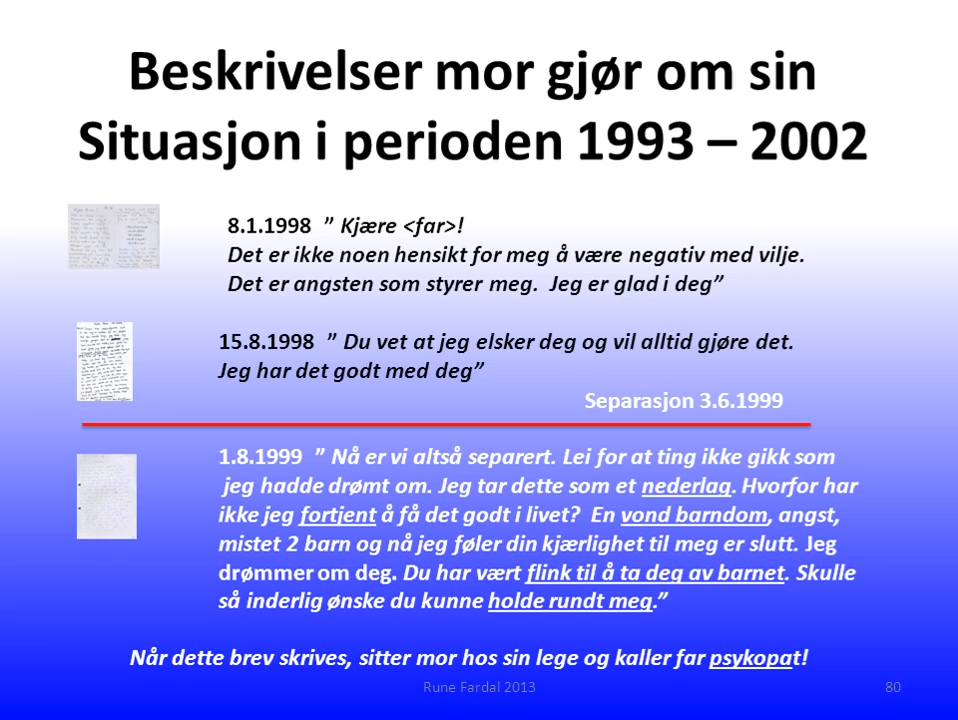 Beskrivelser mor gjør om sin
Situasjon i perioden 1993 – 2002
8.1.1998 ” Kjære <far>!
Det er ikke noen hensikt for meg å være negativ med vilje.
Det er angsten som styrer meg. Jeg er glad i deg”
15.8.1998 ” Du vet at jeg elsker deg og vil alltid gjøre det.
Jeg har det godt med deg”
Separasjon 3.6.1999
1.8.1999 ” Nå er vi altså separert. Lei for at ting ikke gikk som
jeg hadde drømt om. Jeg tar dette som et nederlag. Hvorfor har
ikke jeg fortjent å få det godt i livet? En vond barndom, angst,
mistet 2 barn og nå jeg føler din kjærlighet til meg er slutt. Jeg
drømmer om deg. Du har vært flink til å ta deg av barnet. Skulle
så inderlig ønske du kunne holde rundt meg.”
Når dette brev skrives, sitter mor hos sin lege og kaller far psykopat!
Rune Fardal 2013
80